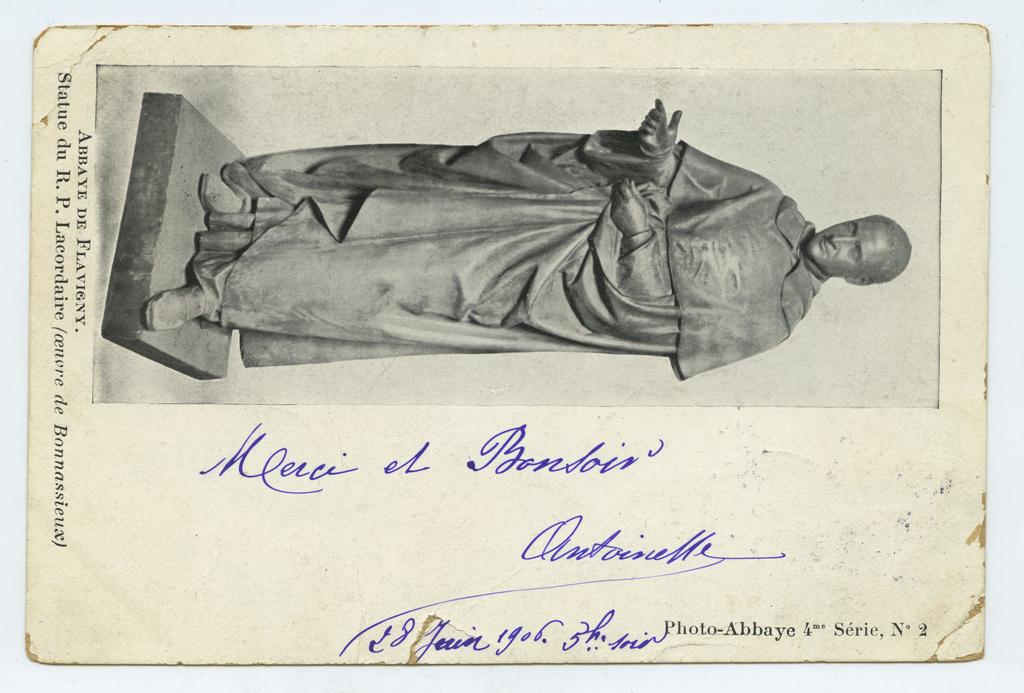 ABBAYE DE FLAVIGNY.
Statue du R. P. Lacordaire (œuvre de Bonnassieux)
Merci et Bonsoir
Antoinette
28 Juin 1906. 5h. soir
Photo-Abbaye 4me Série, N° 2